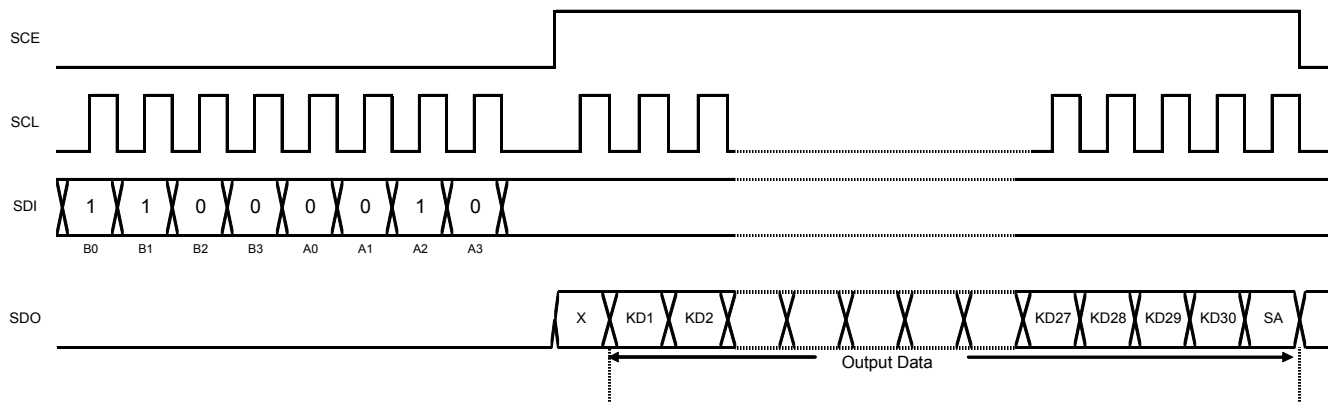 SCE
SCL
SDI 1 1 0 0 0 0 1 0
B0 B1 B2 B3 A0 A1 A2 A3
SDO X KD1 KD2 KD27 KD28 KD29 KD30 SA
Output Data